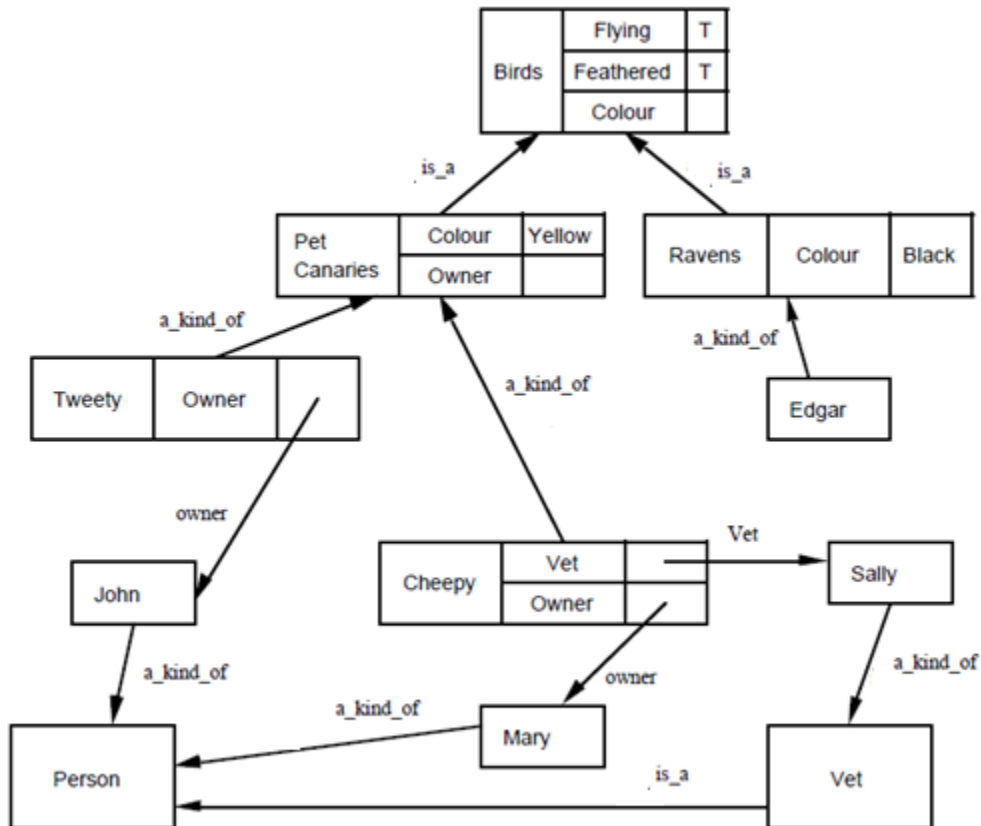 Flying T
Birds Feathered T
Colour
is_a is_a
Pet Canaries Colour Yellow
Owner
Ravens Colour Black
a_kind_of
a_kind_of
a_kind_of
Tweety Owner
Edgar
owner
Vet
John
Cheepy Vet
Owner
Sally
a_kind_of
owner
a_kind_of
a_kind_of
Mary
Person
is_a
Vet